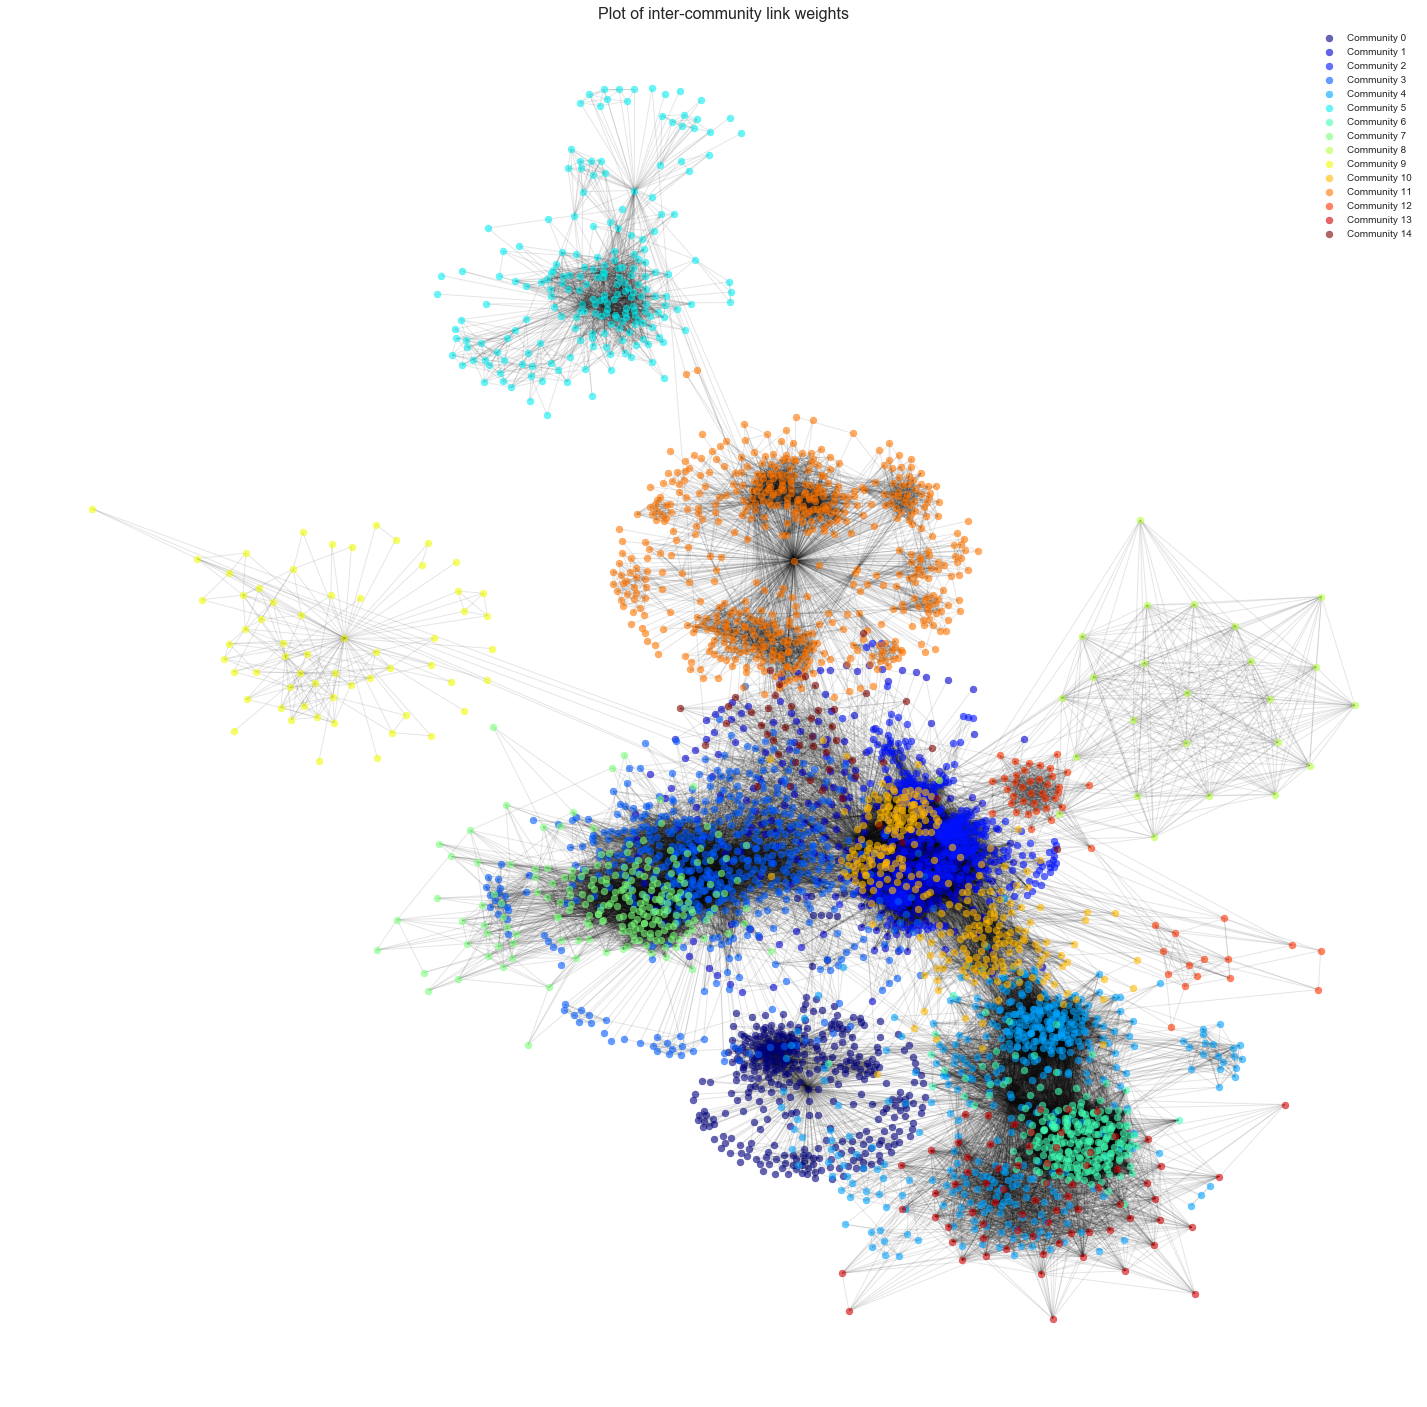 Plot of inter-community link weights
Community 0
Community 1
Community 2
Community 3
Community 4
Community 5
Community 6
Community 7
Community 8
Community 9
Community 10
Community 11
Community 12
Community 13
Community 14